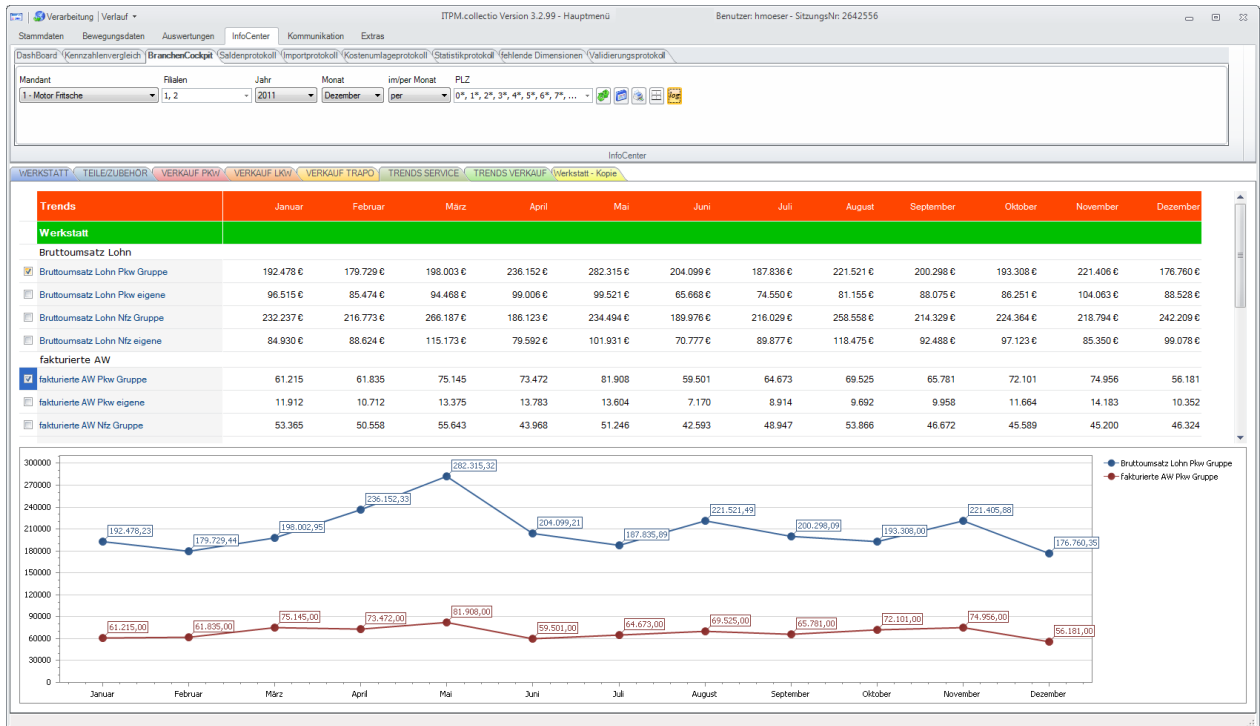 Verarbeitung | Verlauf ITPM.collectio Version 3.2.99 - Hauptmenü Benutzer: hmoeser - SitzungsNr: 2642556
Stammdaten Bewegungsdaten Auswertungen InfoCenter Kommunikation Extras
DashBoard Kennzahlenvergleich BranchenCockpit Saldenprotokoll Importprotokoll Kostenumlageprotokoll Statistikprotokoll fehlende Dimensionen Validierungsprotokoll
Mandant Filialen Jahr Monat im/per Monat PLZ
1 - Motor Fritsche 1, 2 2011 Dezember per 0*, 1*, 2*, 3*, 4*, 5*, 6*, 7*, ... log
InfoCenter
WERKSTATT TEILE/ZUBEHÖR VERKAUF PKW VERKAUF LKW VERKAUF TRAPO TRENDS SERVICE TRENDS VERKAUF Werkstatt - Kopie
Trends Januar Februar März April Mai Juni Juli August September Oktober November Dezember
Werkstatt
Bruttoumsatz Lohn
Bruttoumsatz Lohn Pkw Gruppe 192.478 € 179.729 € 198.003 € 236.152 € 282.315 € 204.099 € 187.836 € 221.521 € 200.298 € 193.308 € 221.406 € 176.760 €
Bruttoumsatz Lohn Pkw eigene 96.515 € 85.474 € 94.468 € 99.006 € 99.521 € 65.668 € 74.550 € 81.155 € 88.075 € 86.251 € 104.063 € 88.528 €
Bruttoumsatz Lohn Nfz Gruppe 232.237 € 216.773 € 266.187 € 186.123 € 234.494 € 189.976 € 216.029 € 258.558 € 214.329 € 224.364 € 218.794 € 242.209 €
Bruttoumsatz Lohn Nfz eigene 84.930 € 88.624 € 115.173 € 79.592 € 101.931 € 70.777 € 89.877 € 118.475 € 92.488 € 97.123 € 85.350 € 99.078 €
fakturierte AW
fakturierte AW Pkw Gruppe 61.215 61.835 75.145 73.472 81.908 59.501 64.673 69.525 65.781 72.101 74.956 56.181
fakturierte AW Pkw eigene 11.912 10.712 13.375 13.783 13.604 7.170 8.914 9.692 9.958 11.664 14.183 10.352
fakturierte AW Nfz Gruppe 53.365 50.558 55.643 43.968 51.246 42.593 48.947 53.866 46.672 45.589 45.200 46.324
300000
270000
240000
210000
180000
150000
120000
90000
60000
30000
0
192.478,23 179.729,44 198.002,95 236.152,33 282.315,32 204.099,21 187.835,89 221.521,49 200.298,09 193.308,00 221.405,88 176.760,35
61.215,00 61.835,00 75.145,00 73.472,00 81.908,00 59.501,00 64.673,00 69.525,00 65.781,00 72.101,00 74.956,00 56.181,00
Januar Februar März April Mai Juni Juli August September Oktober November Dezember
Bruttoumsatz Lohn Pkw Gruppe
fakturierte AW Pkw Gruppe